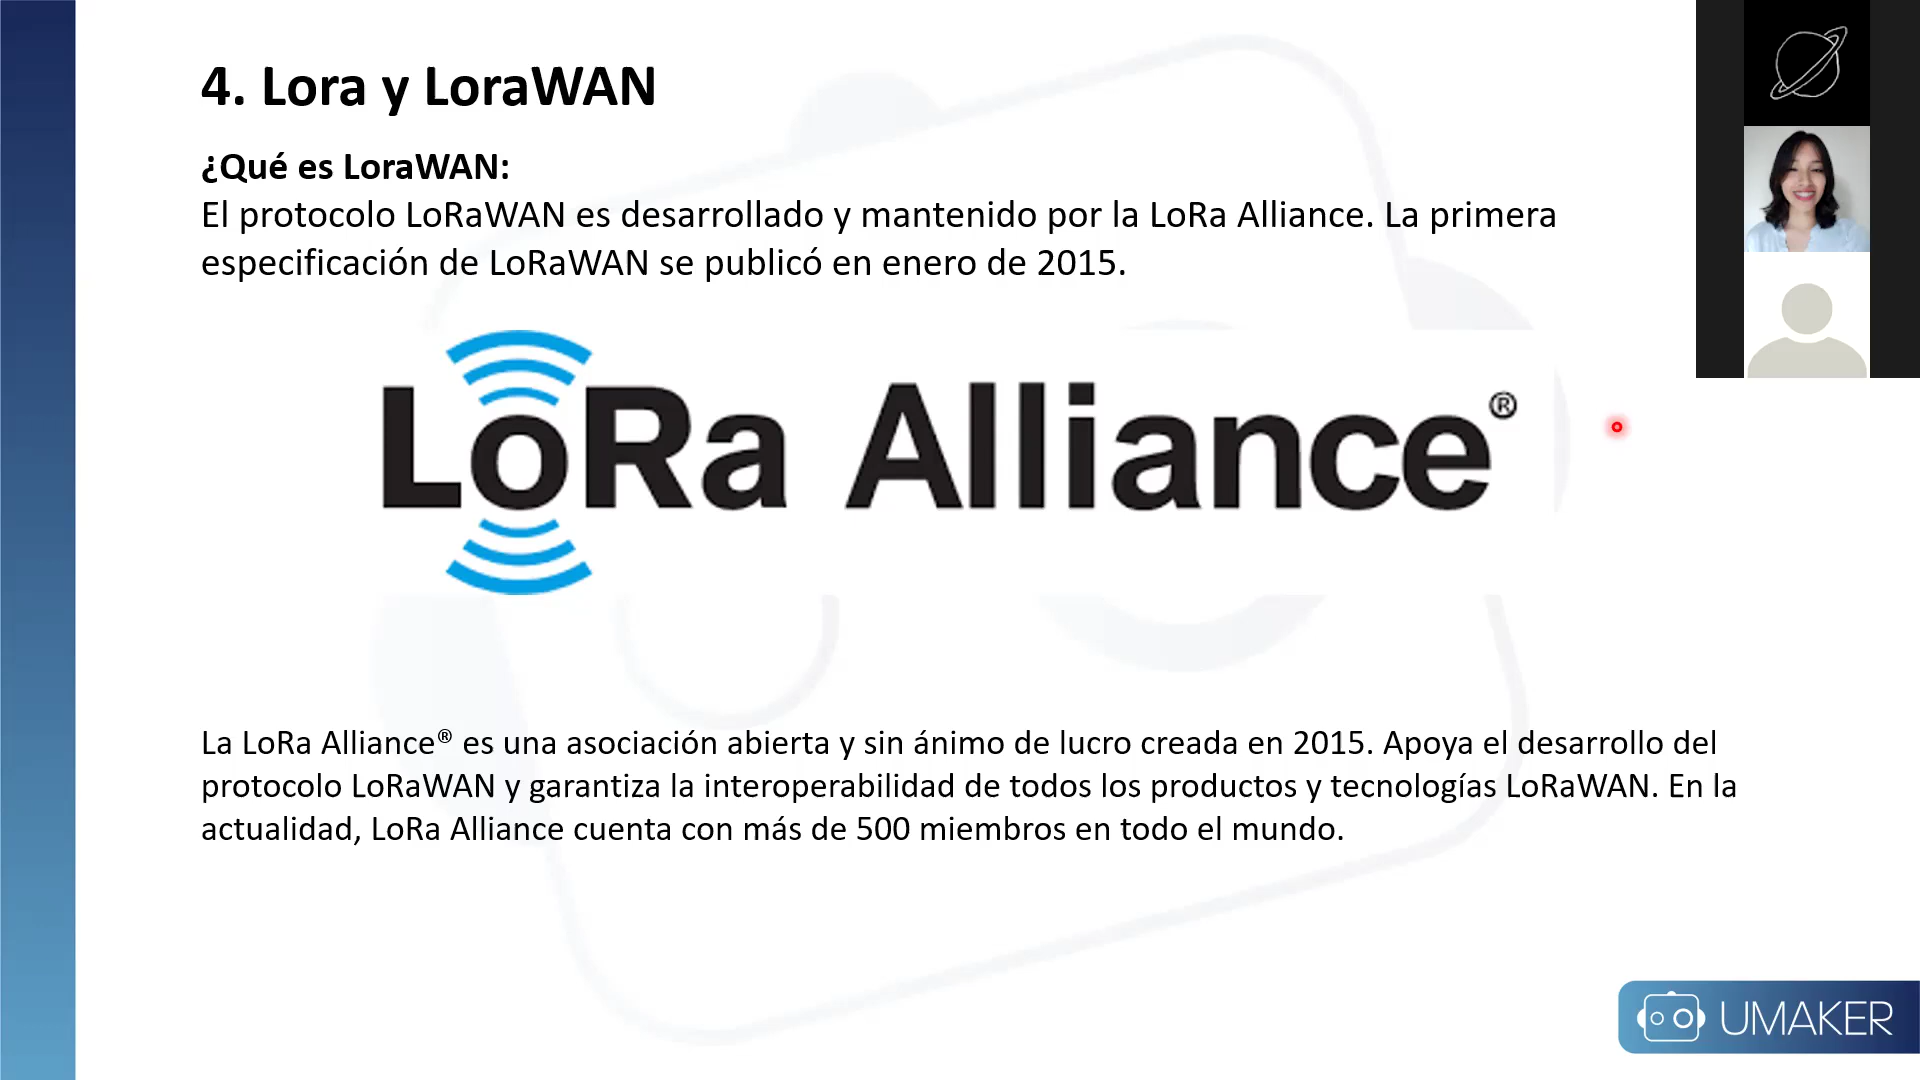 4. Lora y LoraWAN
¿Qué es LoraWAN:
El protocolo LoRaWAN es desarrollado y mantenido por la LoRa Alliance. La primera
especificación de LoRaWAN se publicó en enero de 2015.
LoRa Alliance®
La LoRa Alliance® es una asociación abierta y sin ánimo de lucro creada en 2015. Apoya el desarrollo del
protocolo LoRaWAN y garantiza la interoperabilidad de todos los productos y tecnologías LoRaWAN. En la
actualidad, LoRa Alliance cuenta con más de 500 miembros en todo el mundo.
UMAKER